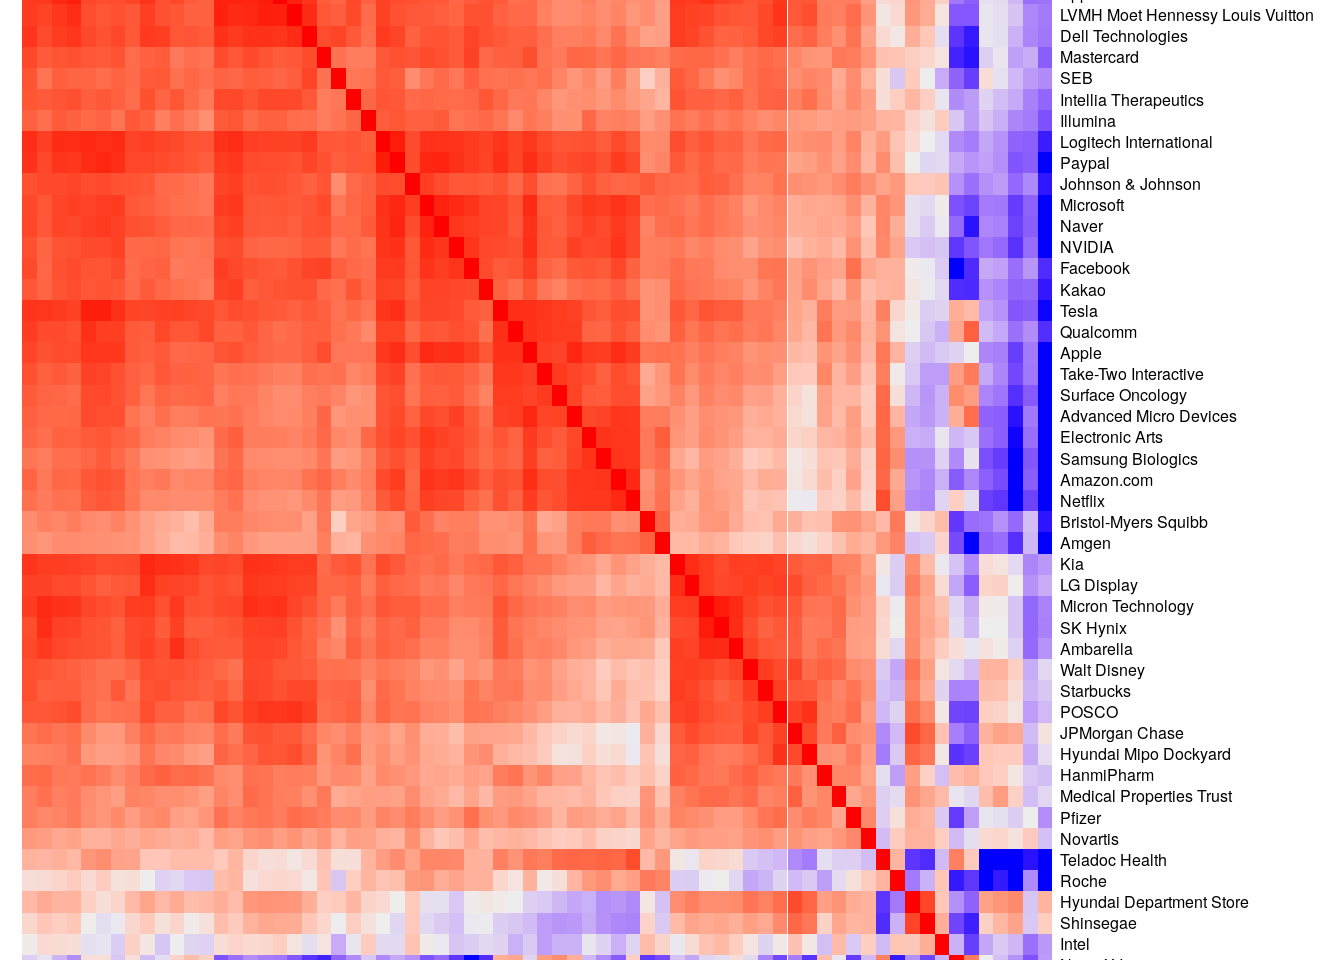 LVMH Moet Hennessy Louis Vuitton
Dell Technologies
Mastercard
SEB
Intellia Therapeutics
Illumina
Logitech International
Paypal
Johnson & Johnson
Microsoft
Naver
NVIDIA
Facebook
Kakao
Tesla
Qualcomm
Apple
Take-Two Interactive
Surface Oncology
Advanced Micro Devices
Electronic Arts
Samsung Biologics
Amazon.com
Netflix
Bristol-Myers Squibb
Amgen
Kia
LG Display
Micron Technology
SK Hynix
Ambarella
Walt Disney
Starbucks
POSCO
JPMorgan Chase
Hyundai Mipo Dockyard
HanmiPharm
Medical Properties Trust
Pfizer
Novartis
Teladoc Health
Roche
Hyundai Department Store
Shinsegae
Intel